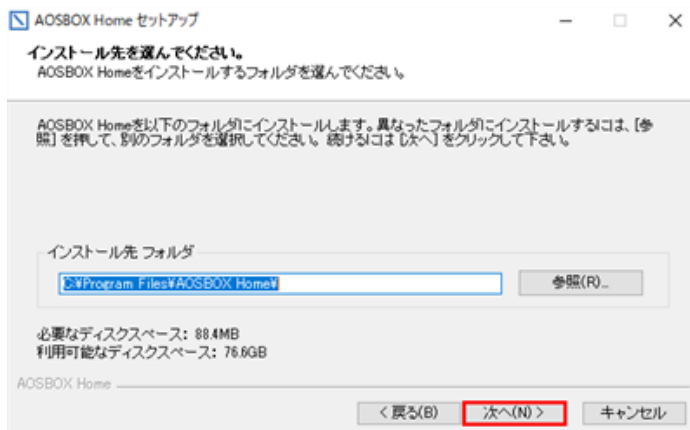 AOSBOX Home セットアップ
インストール先を選んでください。
AOSBOX Homeをインストールするフォルダを選んでください。
AOSBOX Homeを以下のフォルダにインストールします。異なったフォルダにインストールするには、[参
照] を押して、別のフォルダを選択してください。続けるには [次へ] をクリックして下さい。
インストール先 フォルダ
C:¥Program Files¥AOSBOX Home¥
参照(R)...
必要なディスクスペース: 88.4MB
利用可能なディスクスペース: 76.6GB
AOSBOX Home
< 戻る(B)
次へ(N) >
キャンセル